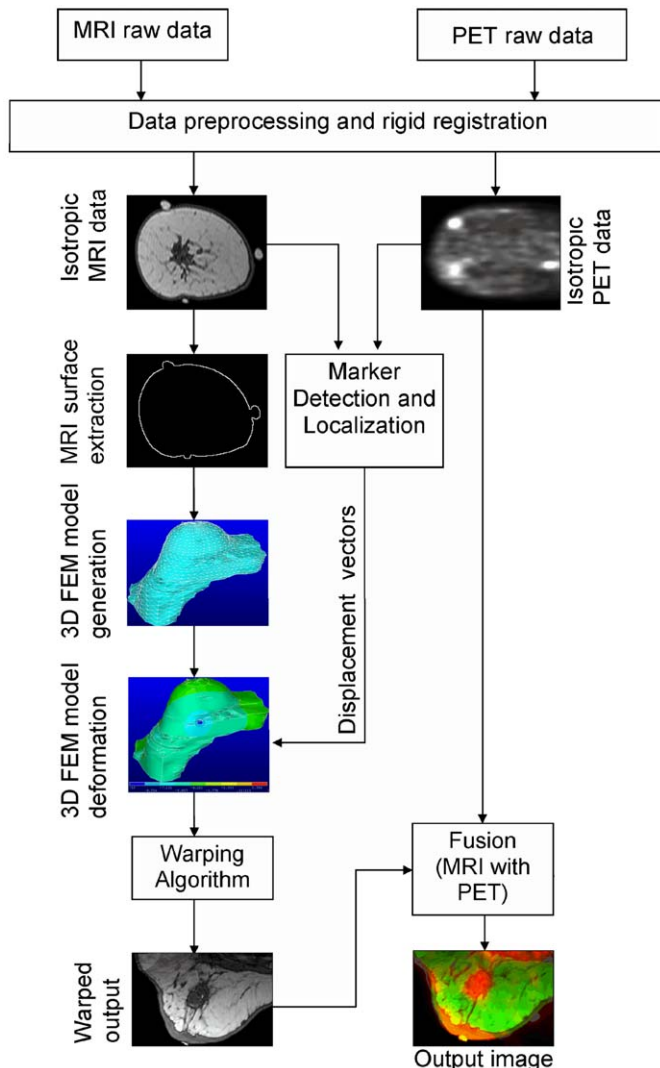 MRI raw data
PET raw data
Data preprocessing and rigid registration
Isotropic
MRI data
Isotropic
PET data
MRI surface
extraction
Marker
Detection and
Localization
3D FEM model
generation
Displacement vectors
3D FEM model
deformation
Warping
Algorithm
Fusion
(MRI with
PET)
Warped
output
Output image